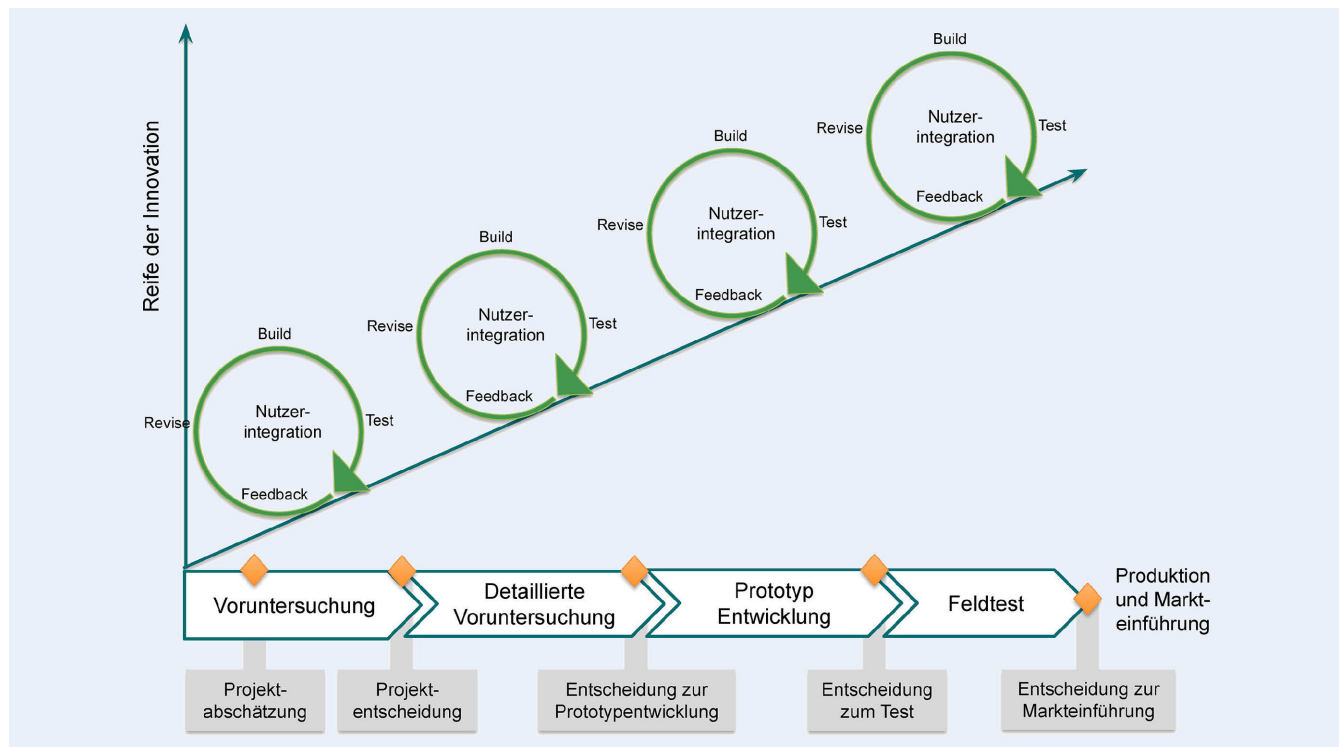 Reife der Innovation
Build
Revise
Nutzer-
integration
Test
Feedback
Build
Revise
Nutzer-
integration
Test
Feedback
Build
Revise
Nutzer-
integration
Test
Feedback
Build
Revise
Nutzer-
integration
Test
Feedback
Voruntersuchung
Detaillierte
Voruntersuchung
Prototyp
Entwicklung
Feldtest
Produktion
und Markt-
einführung
Projekt-
abschätzung
Projekt-
entscheidung
Entscheidung zur
Prototypentwicklung
Entscheidung
zum Test
Entscheidung zur
Markteinführung